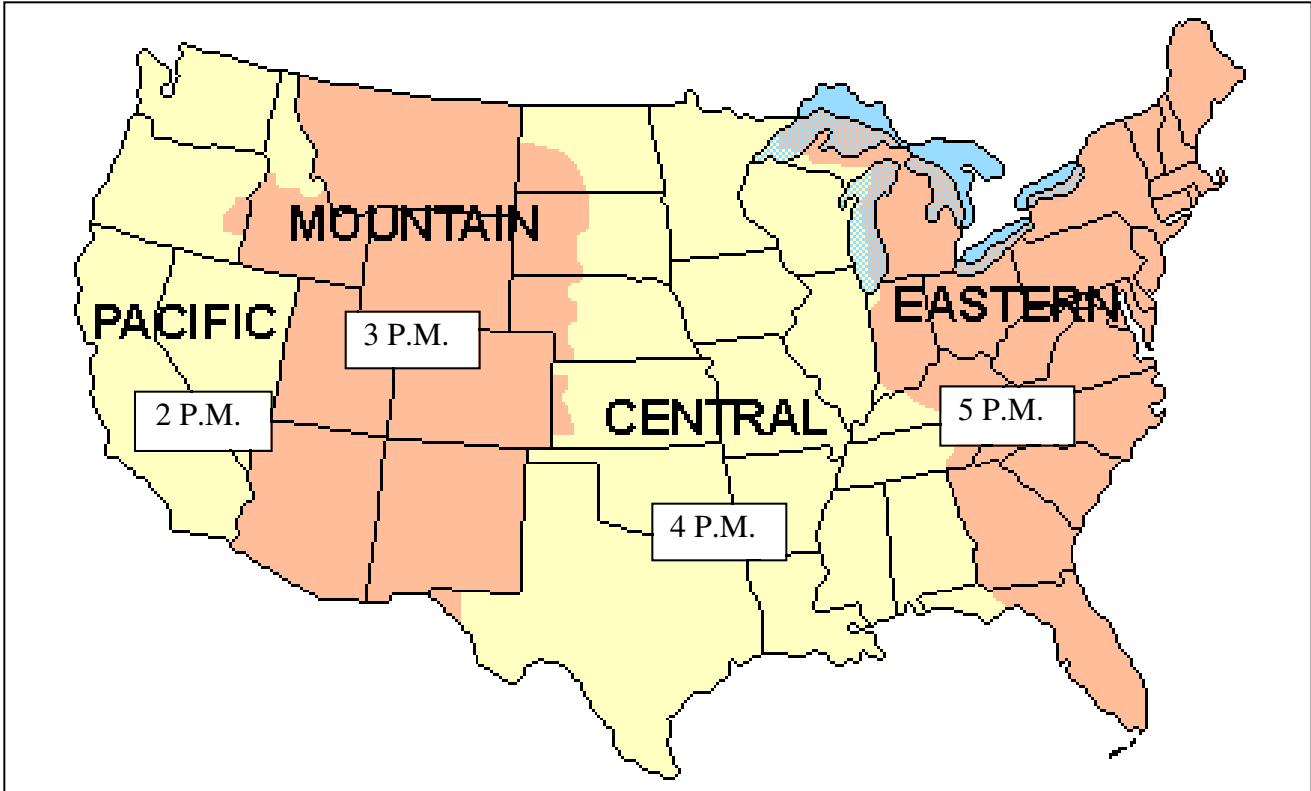 MOUNTAIN
PACIFIC
EASTERN
3 P.M.
2 P.M.
CENTRAL
5 P.M.
4 P.M.